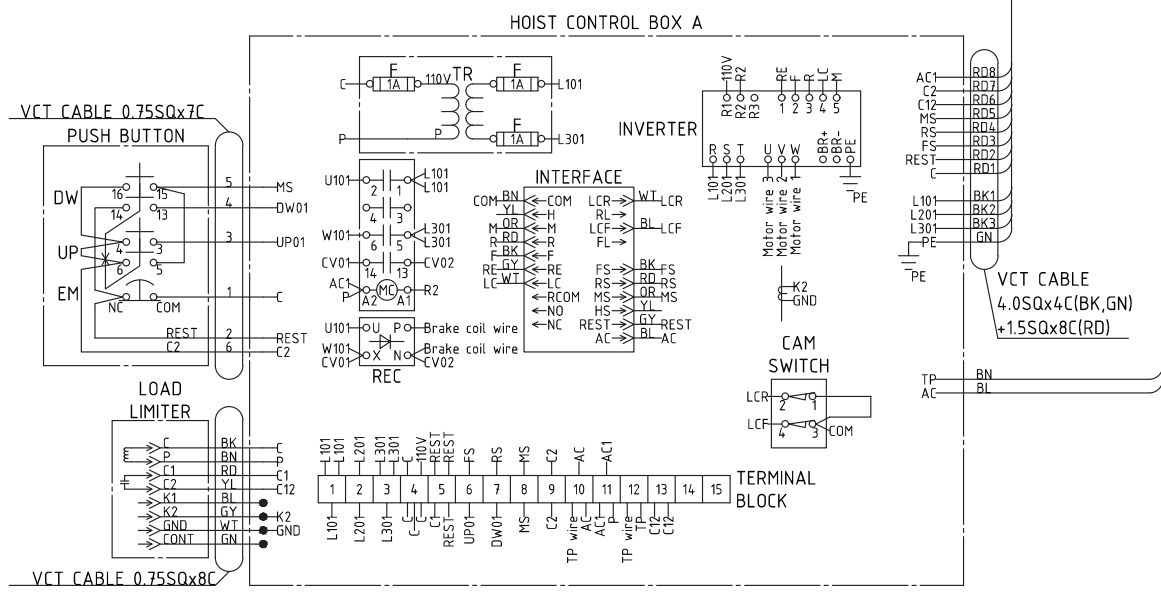 HOIST CONTROL BOX A
VCT CABLE 0.75SQx7C
PUSH BUTTON
DW
16 15
14 13
UP
4 3
6 5
EM
NC COM
REST
C2
5 MS
4 DW01
3 UP01
1 C
2 REST
6 C2
LOAD
LIMITER
C BK C
P BN P
C1 RD C1
C2 YL C12
K1 BL
K2 GY K2
GND WT GND
CONT GN
VCT CABLE 0.75SQx8C
F TR F
C 1A 110V 1A L101
F
P P 1A L301
U101 2 1 L101
L101
4 3
W101 6 5 L301
L301
CV01 14 13 CV02
AC1
P A2 MC A1 R2
U101 U P Brake coil wire
W101 X N Brake coil wire
CV01 CV02
REC
INTERFACE
COM BN COM LCR WT LCR
YL H RL
M OR M LCF BL LCF
R RD R FL
F BK F
RE GY RE FS BK FS
LC WT LC RS RD RS
RCOM MS OR MS
NO HS YL
NC REST GY REST
AC BL AC
INVERTER
110V R2 RE F R LC M
R1 R2 R3 1 2 3 4 5
R S T U V W BR+ BR- PE
L101 L201 L301
Motor wire 3
Motor wire 2
Motor wire 1
PE
K2
GND
CAM
SWITCH
LCR 2 1
LCF 4 3 COM
AC1 RD8
C2 RD7
C12 RD6
MS RD5
RS RD4
FS RD3
REST RD2
C RD1
L101 BK1
L201 BK2
L301 BK3
PE GN
PE
VCT CABLE
4.0SQx4C(BK,GN)
+1.5SQx8C(RD)
TP BN
AC BL
L101 L101 L201 L301 L301 C 110V REST REST FS RS MS C2 AC AC1
1 2 3 4 5 6 7 8 9 10 11 12 13 14 15
TERMINAL
BLOCK
L101 L201 L301 C C C1 REST UP01 DW01 MS C2 TP wire AC AC1 P TP wire TP C12 C12